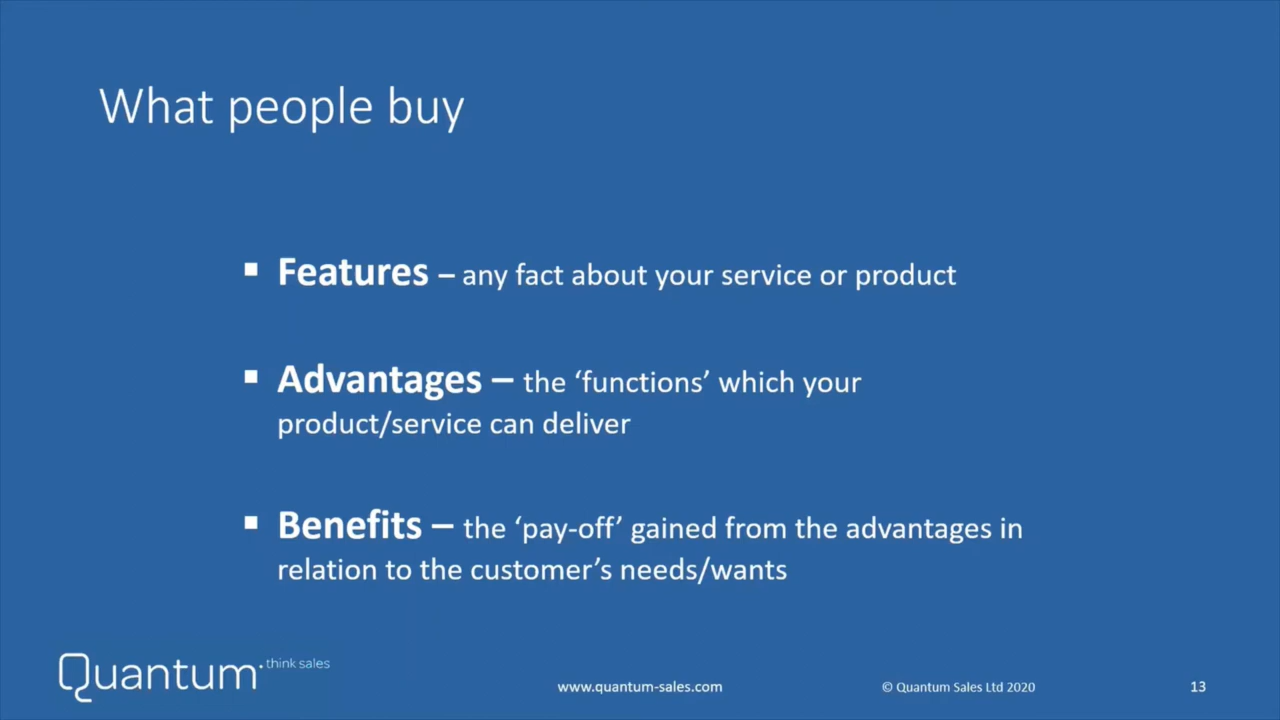 What people buy
▪ Features – any fact about your service or product
▪ Advantages – the ‘functions’ which your
product/service can deliver
▪ Benefits – the ‘pay-off’ gained from the advantages in
relation to the customer’s needs/wants
Quantum· think sales
www.quantum-sales.com
© Quantum Sales Ltd 2020
13